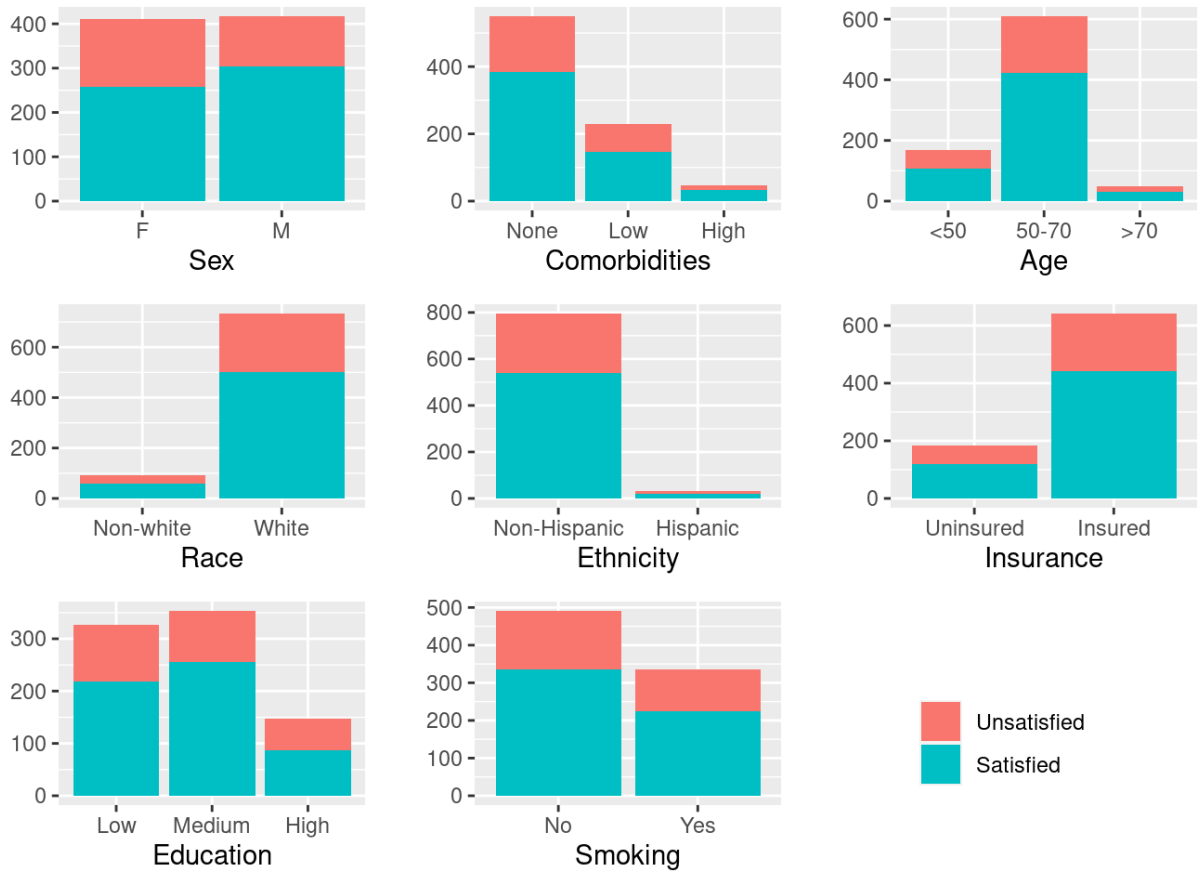 400
300
200
100
0
F M
Sex
400
200
0
None Low High
Comorbidities
600
400
200
0
<50 50-70 >70
Age
600
400
200
0
Non-white White
Race
800
600
400
200
0
Non-Hispanic Hispanic
Ethnicity
600
400
200
0
Uninsured Insured
Insurance
300
200
100
0
Low Medium High
Education
500
400
300
200
100
0
No Yes
Smoking
Unsatisfied
Satisfied